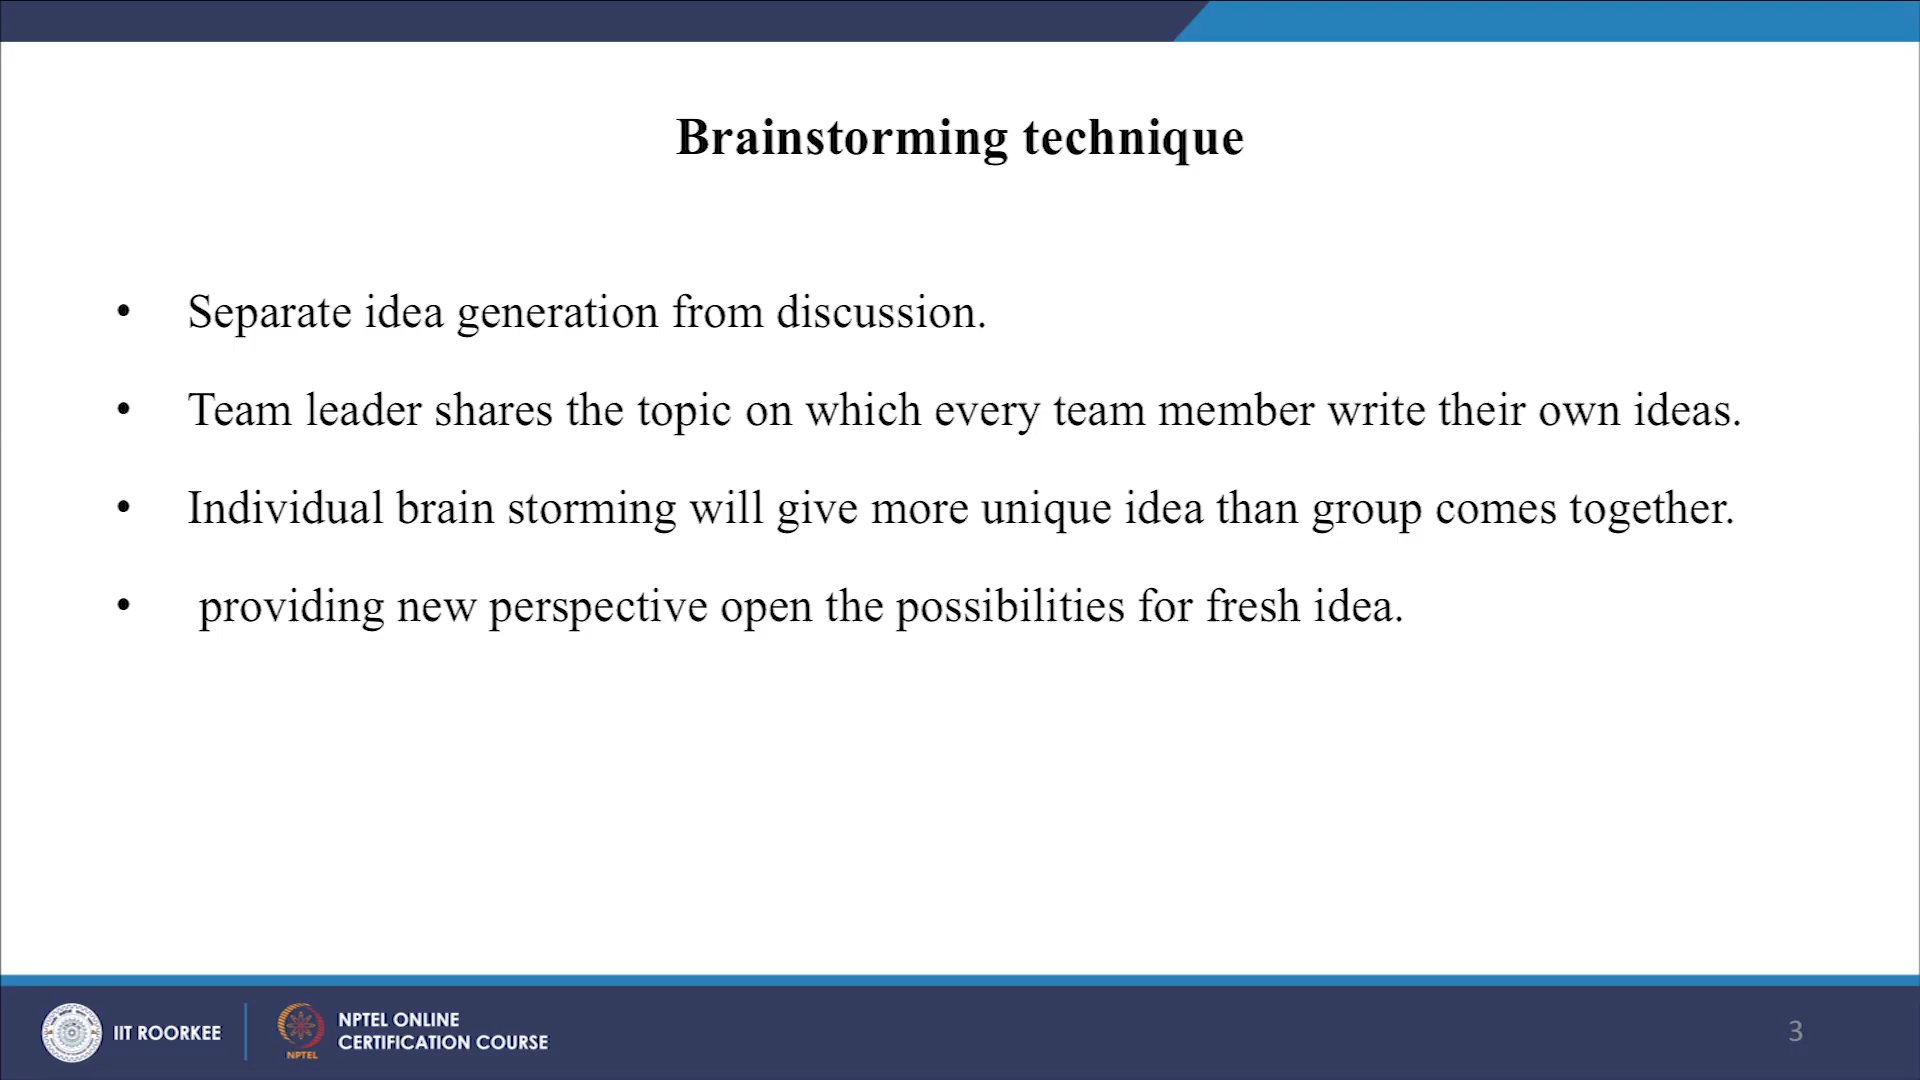 Brainstorming technique
• Separate idea generation from discussion.
• Team leader shares the topic on which every team member write their own ideas.
• Individual brain storming will give more unique idea than group comes together.
• providing new perspective open the possibilities for fresh idea.
IIT ROORKEE
NPTEL
NPTEL ONLINE
CERTIFICATION COURSE
3